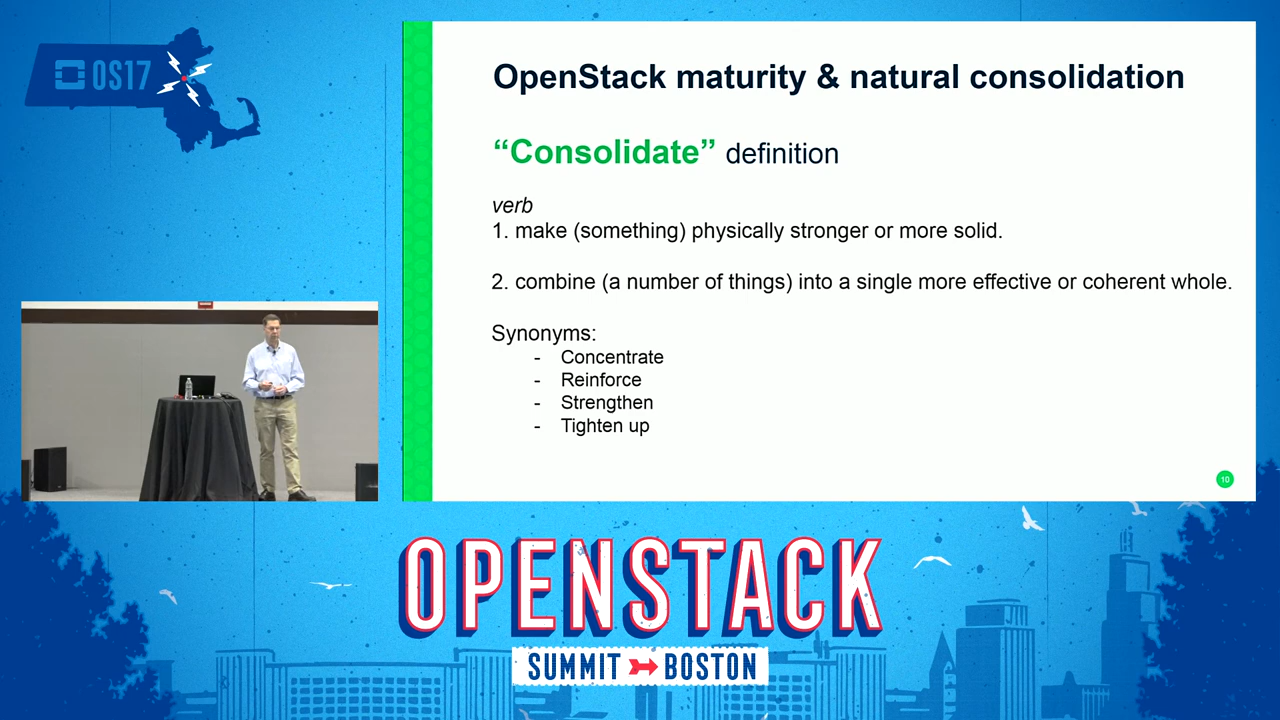 OS17
OpenStack maturity & natural consolidation
“Consolidate” definition
verb
1. make (something) physically stronger or more solid.
2. combine (a number of things) into a single more effective or coherent whole.
Synonyms:
- Concentrate
- Reinforce
- Strengthen
- Tighten up
10
OPENSTACK
SUMMIT BOSTON